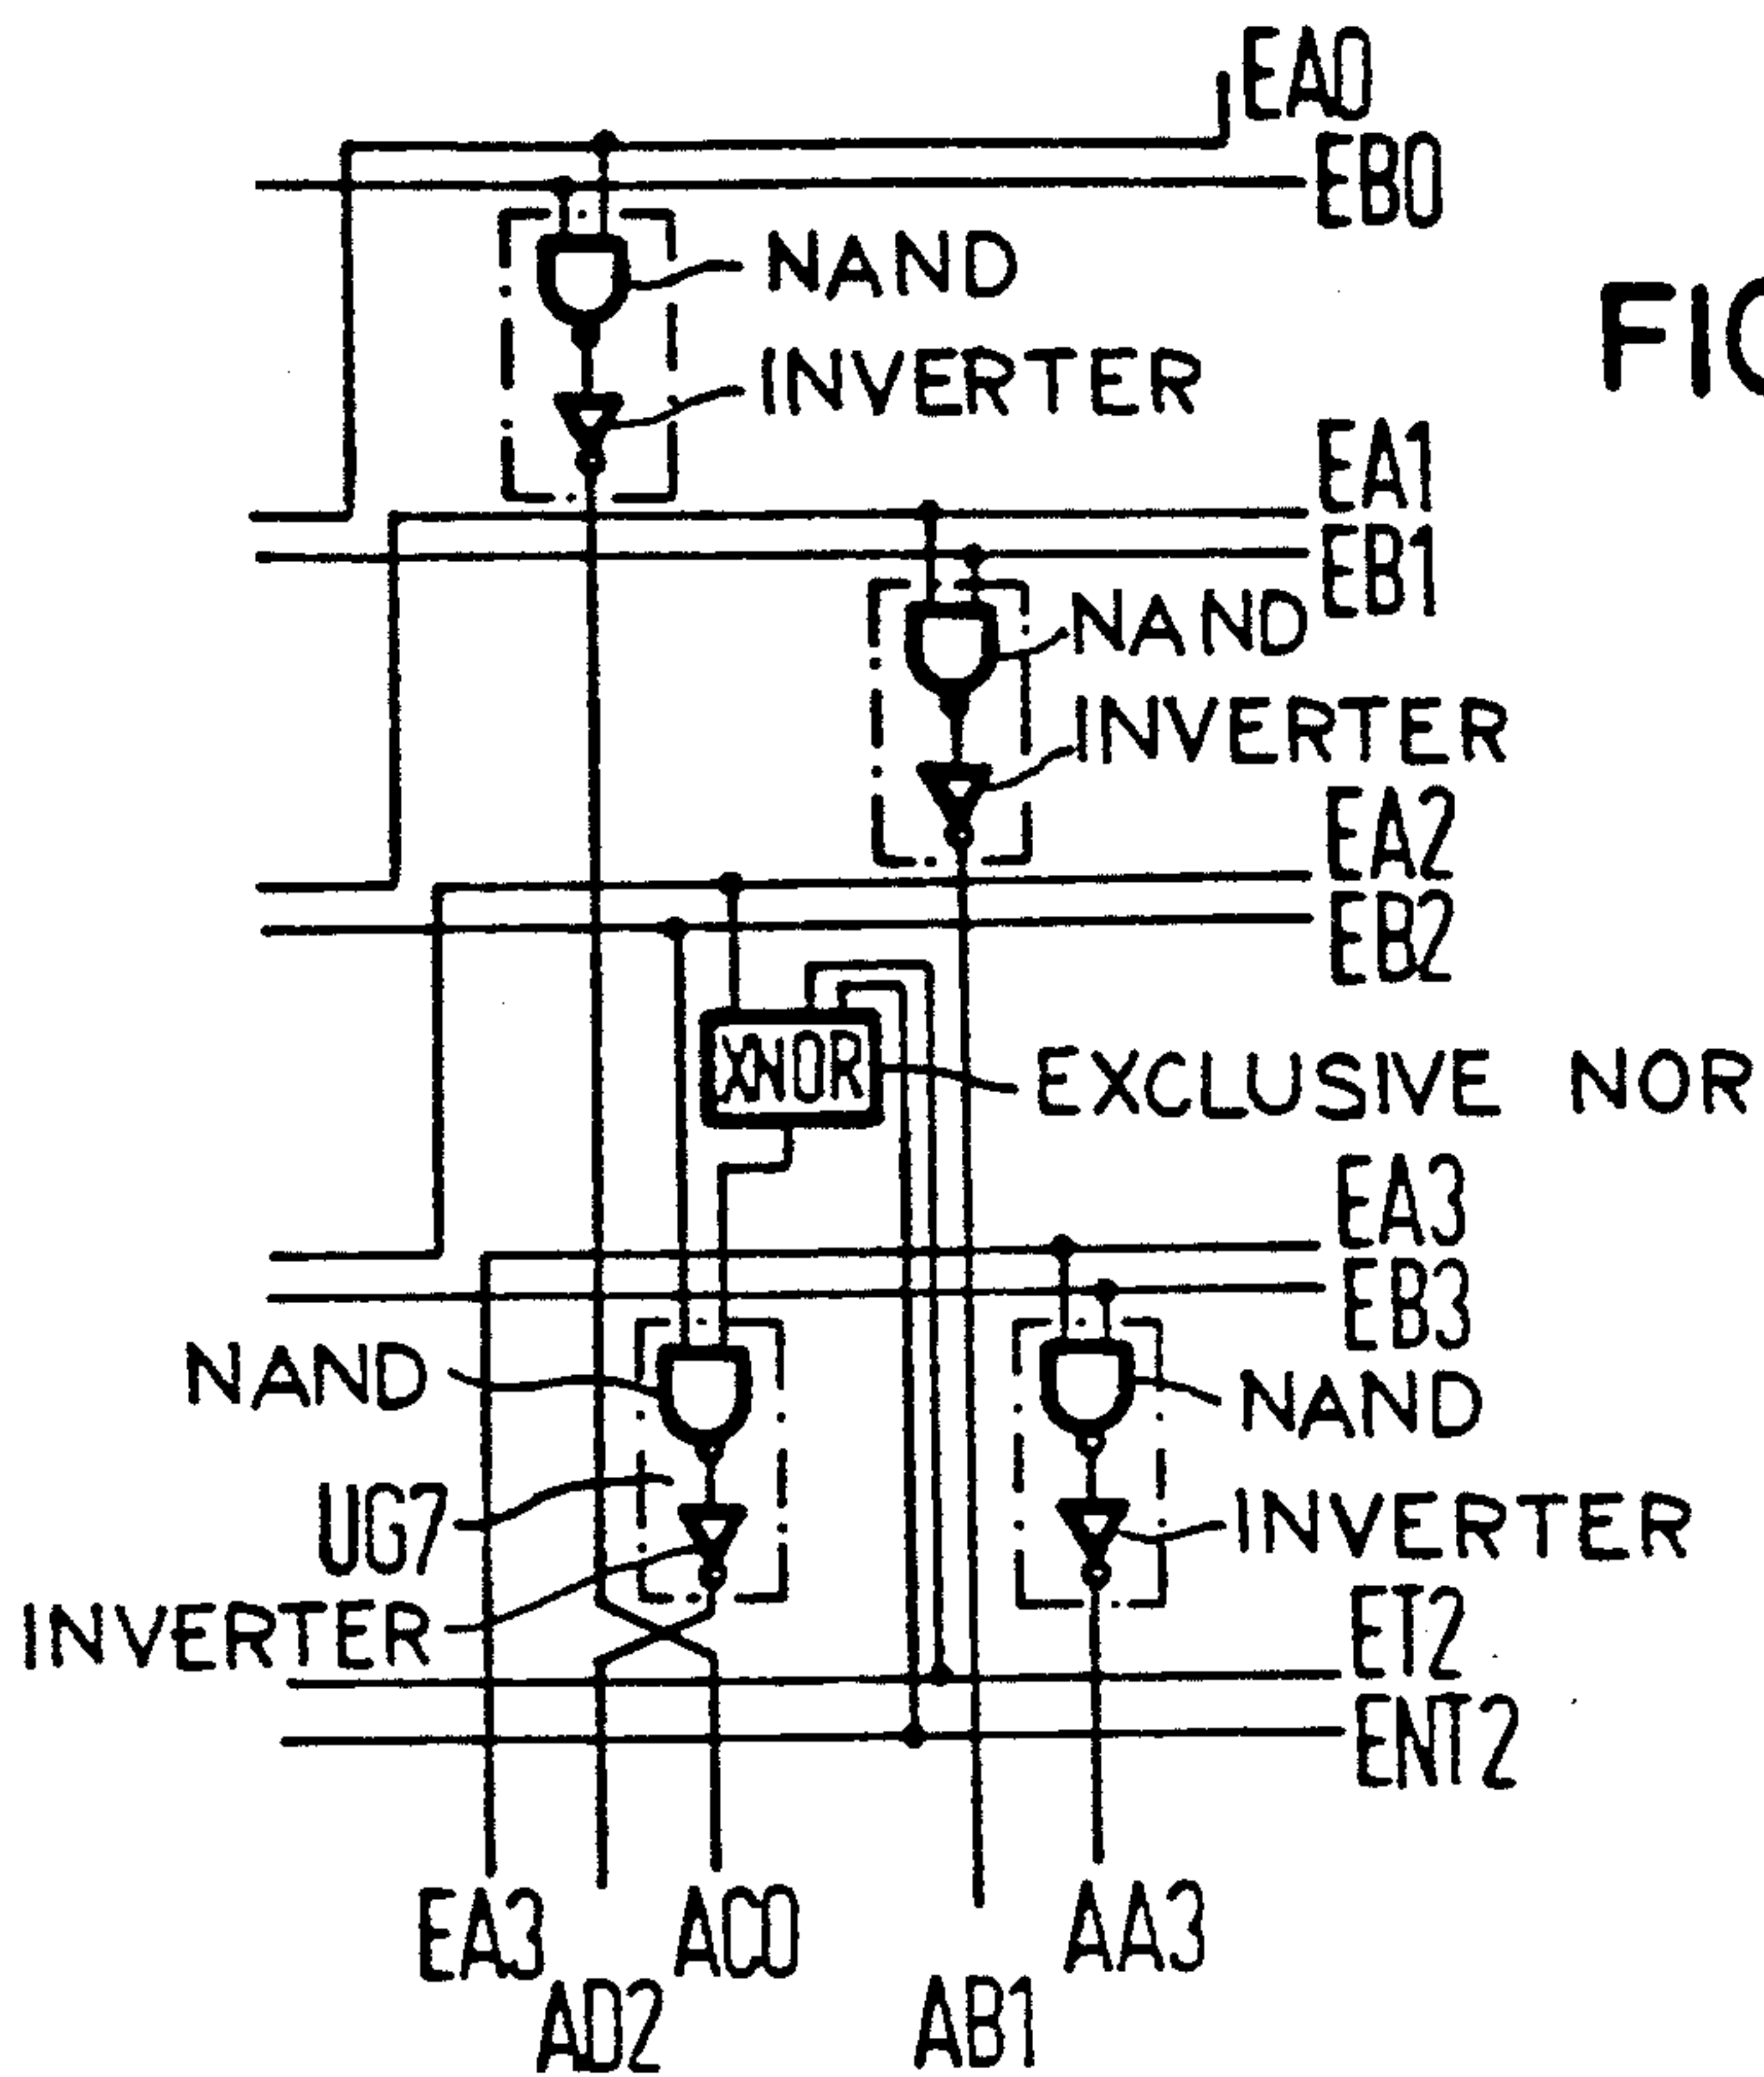 EA0
EB0
NAND
FIG
INVERTER
EA1
EB1
NAND
INVERTER
EA2
EB2
XNOR
EXCLUSIVE NOR
EA3
EB3
NAND
NAND
UG7
INVERTER
INVERTER
ET2
ENT2
EA3
AC0
AA3
AD2
AB1